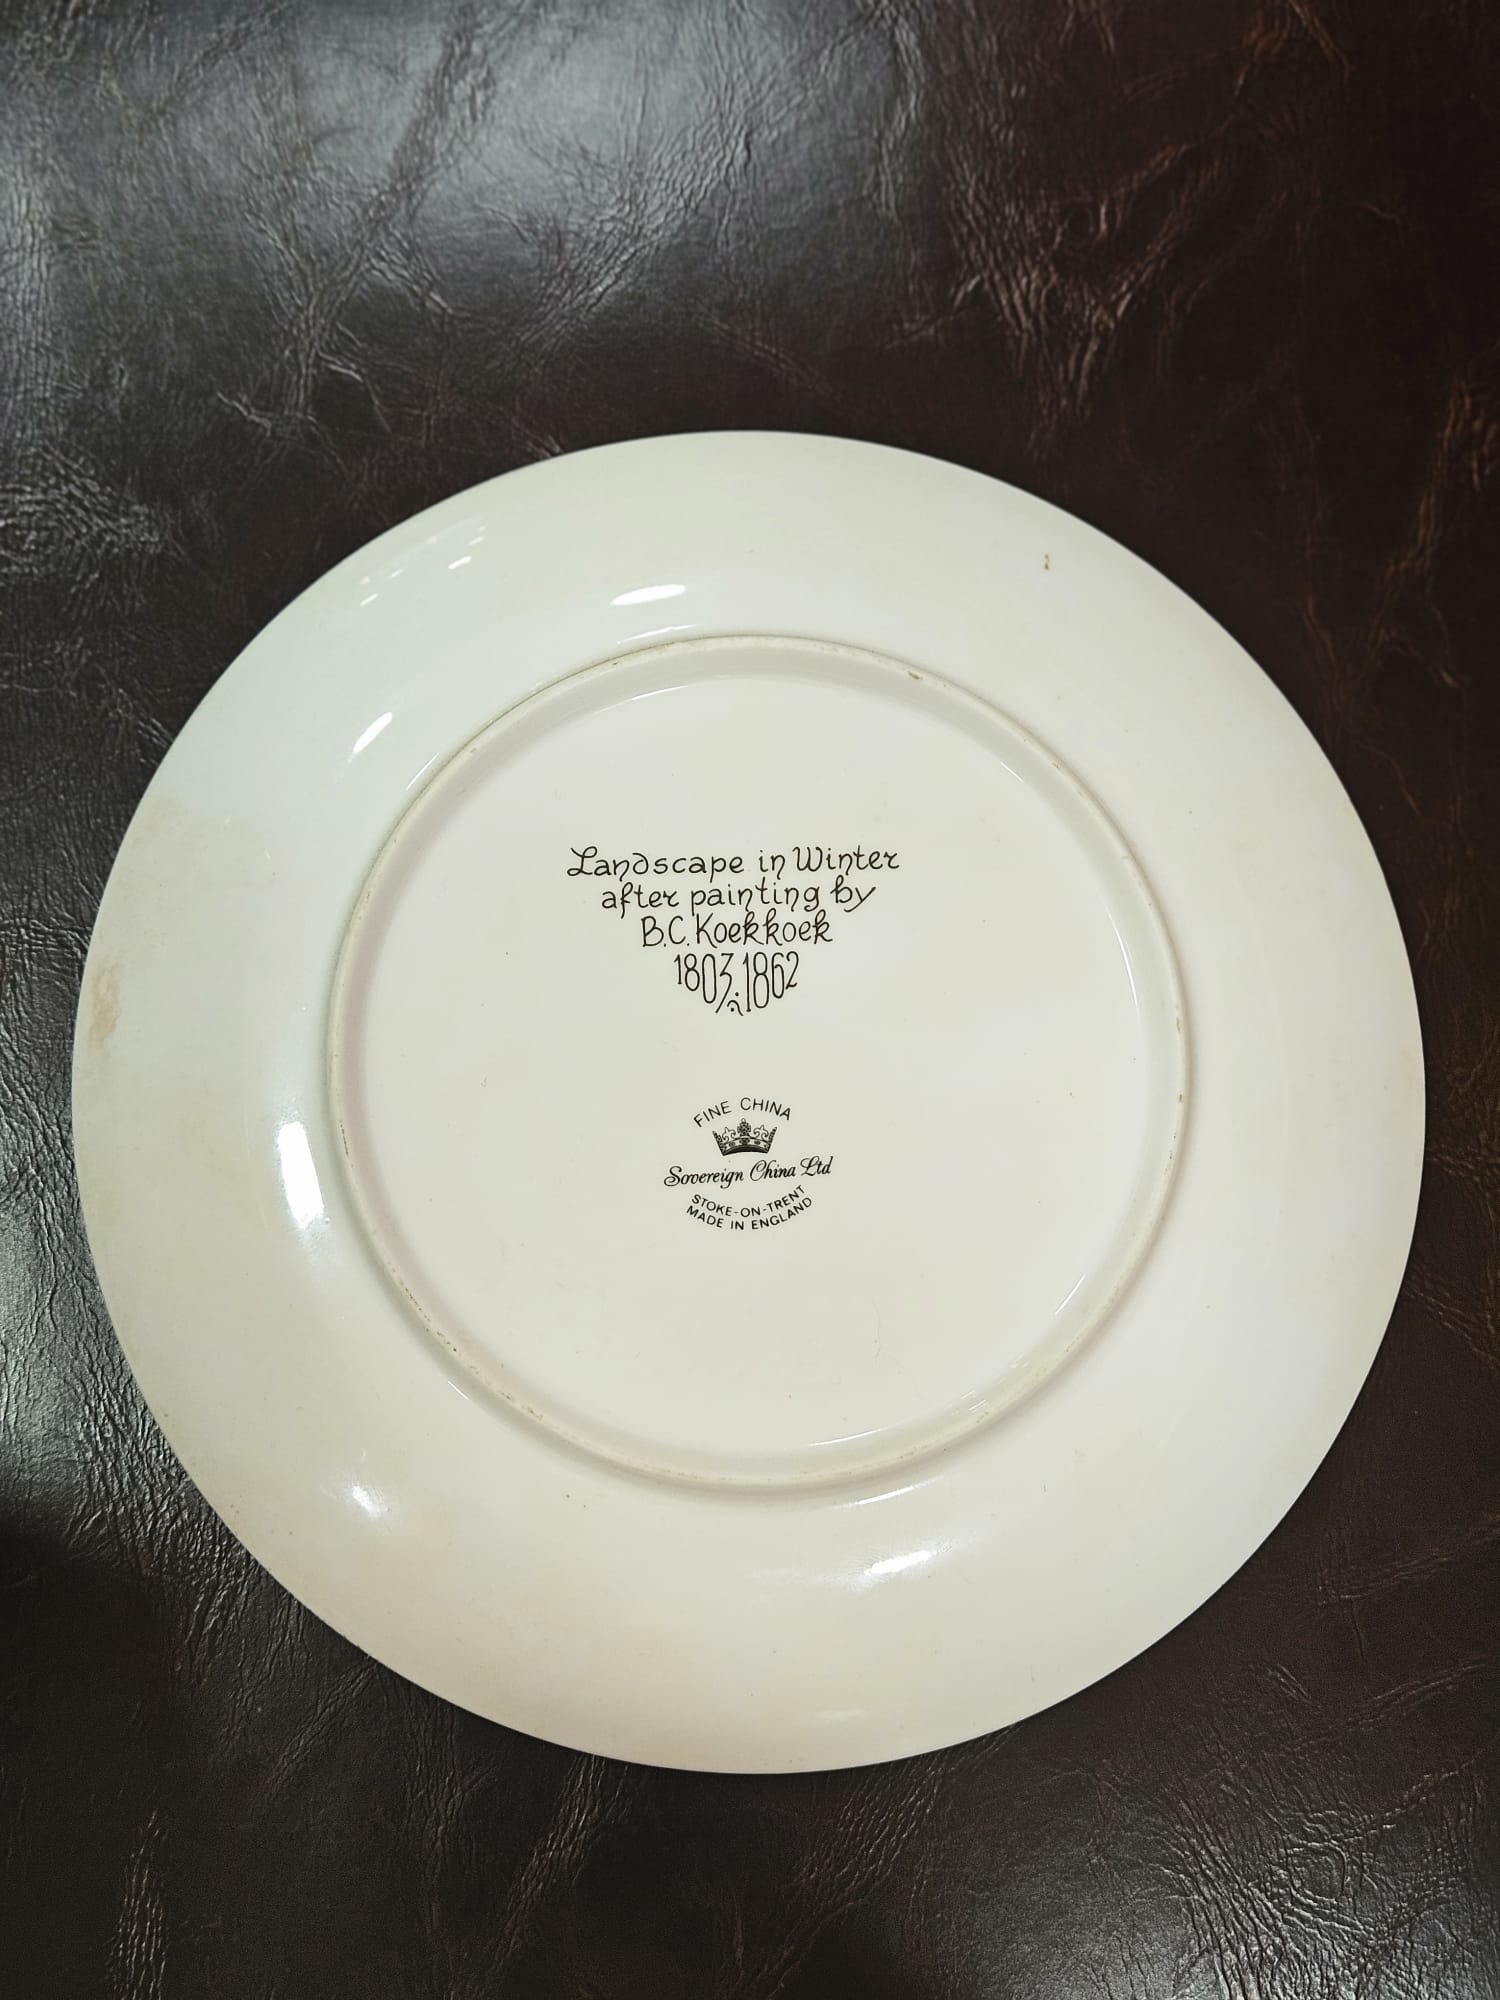 Landscape in Winter
after painting by
B.C. Koekkoek
1803-1862
FINE CHINA
Sovereign China Ltd
STOKE-ON-TRENT
MADE IN ENGLAND